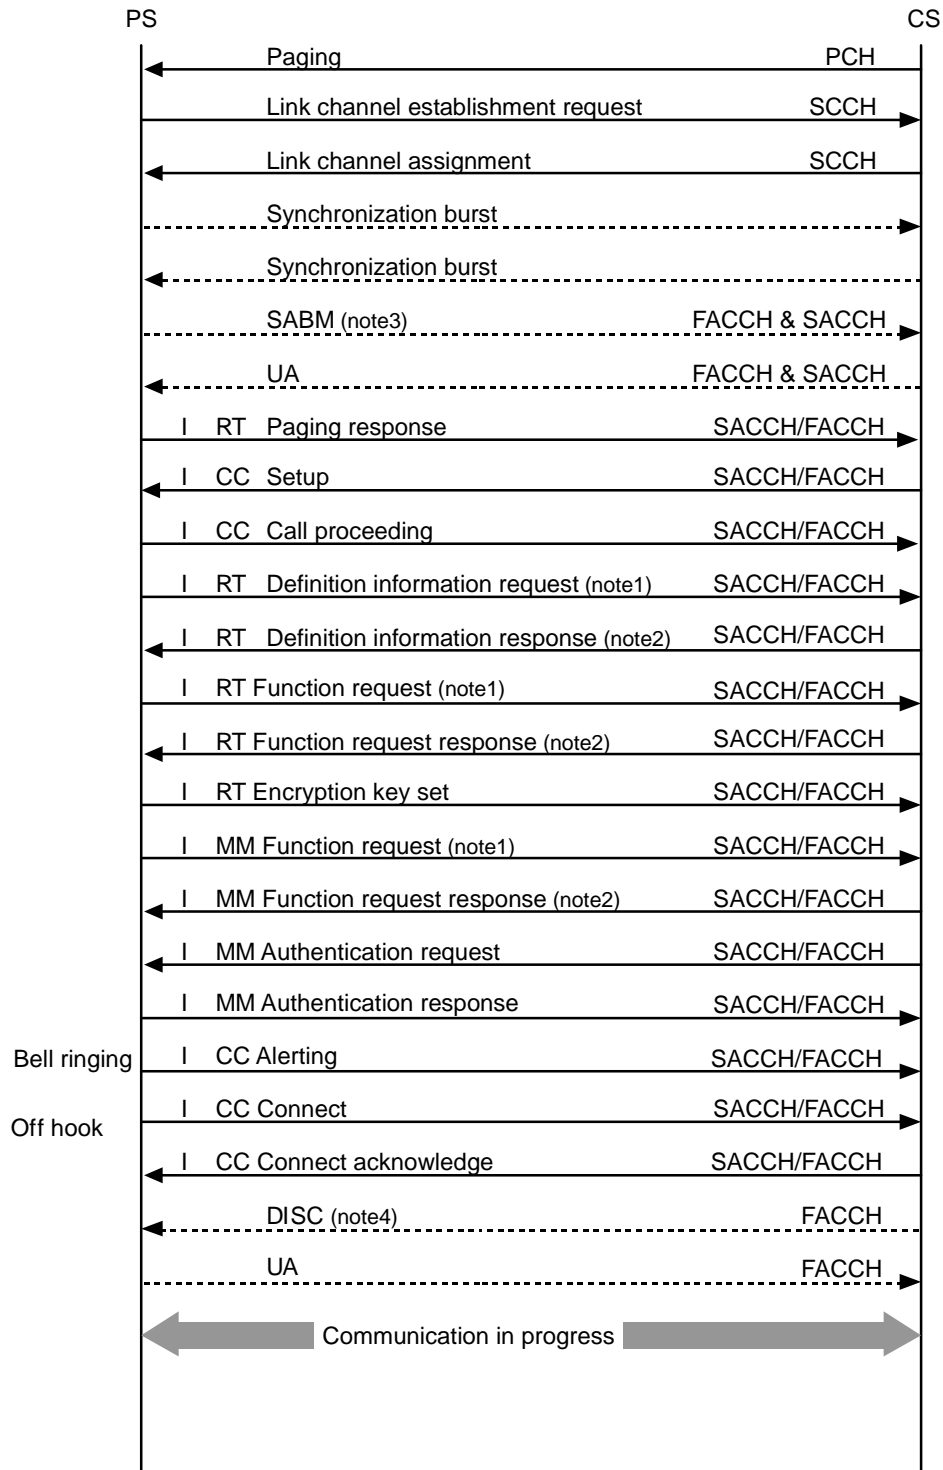 PS CS
Paging PCH
Link channel establishment request SCCH
Link channel assignment SCCH
Synchronization burst
Synchronization burst
SABM (note3) FACCH & SACCH
UA FACCH & SACCH
I RT Paging response SACCH/FACCH
I CC Setup SACCH/FACCH
I CC Call proceeding SACCH/FACCH
I RT Definition information request (note1) SACCH/FACCH
I RT Definition information response (note2) SACCH/FACCH
I RT Function request (note1) SACCH/FACCH
I RT Function request response (note2) SACCH/FACCH
I RT Encryption key set SACCH/FACCH
I MM Function request (note1) SACCH/FACCH
I MM Function request response (note2) SACCH/FACCH
I MM Authentication request SACCH/FACCH
I MM Authentication response SACCH/FACCH
Bell ringing I CC Alerting SACCH/FACCH
I CC Connect SACCH/FACCH
Off hook
I CC Connect acknowledge SACCH/FACCH
DISC (note4) FACCH
UA FACCH
Communication in progress